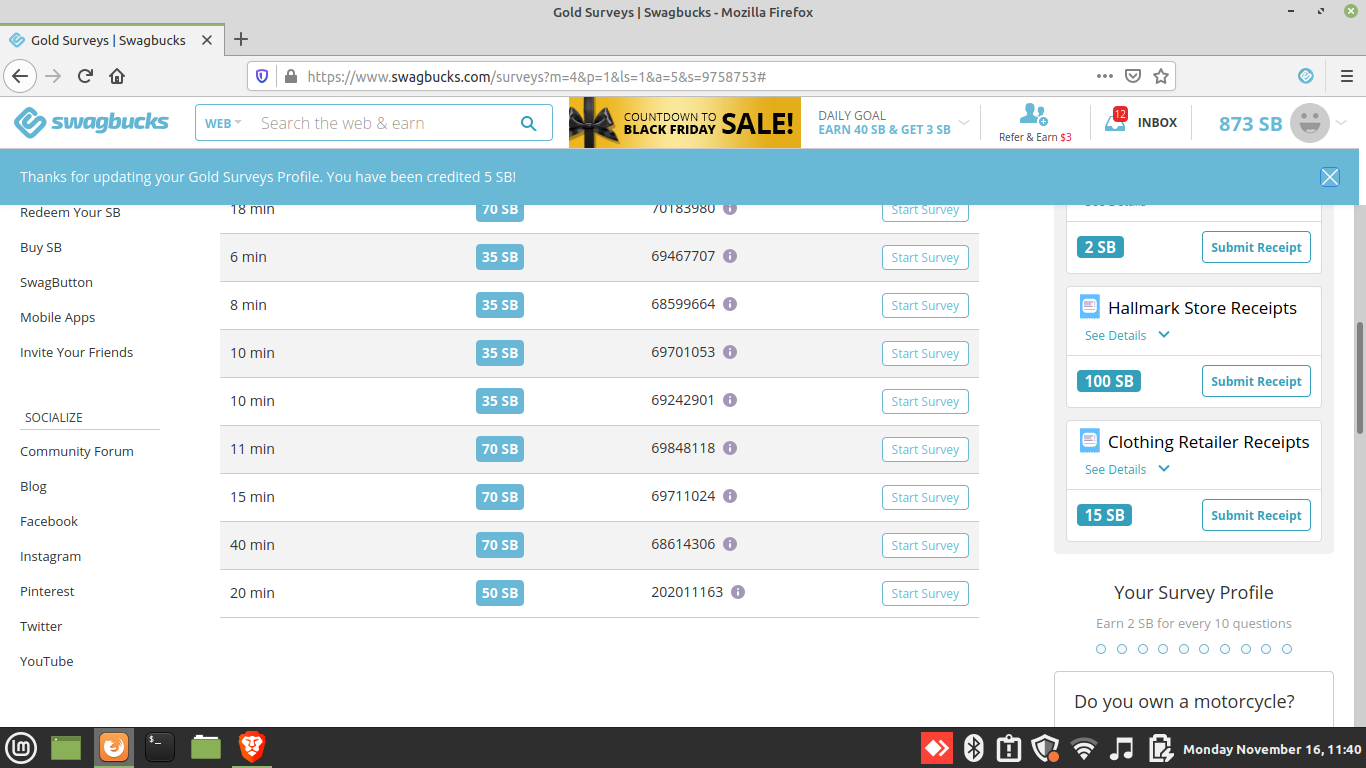 Gold Surveys | Swagbucks - Mozilla Firefox
Gold Surveys | Swagbucks
https://www.swagbucks.com/surveys?m=4&p=1&ls=1&a=5&s=9758753#
swagbucks
WEB
Search the web & earn
COUNTDOWN TO
BLACK FRIDAY
SALE!
DAILY GOAL
EARN 40 SB & GET 3 SB
Refer & Earn $3
12
INBOX
873 SB
Thanks for updating your Gold Surveys Profile. You have been credited 5 SB!
Redeem Your SB
Buy SB
SwagButton
Mobile Apps
Invite Your Friends
SOCIALIZE
Community Forum
Blog
Facebook
Instagram
Pinterest
Twitter
YouTube
18 min 70 SB 70183980 Start Survey
6 min 35 SB 69467707 Start Survey
8 min 35 SB 68599664 Start Survey
10 min 35 SB 69701053 Start Survey
10 min 35 SB 69242901 Start Survey
11 min 70 SB 69848118 Start Survey
15 min 70 SB 69711024 Start Survey
40 min 70 SB 68614306 Start Survey
20 min 50 SB 202011163 Start Survey
See Details
2 SB Submit Receipt
Hallmark Store Receipts
See Details
100 SB Submit Receipt
Clothing Retailer Receipts
See Details
15 SB Submit Receipt
Your Survey Profile
Earn 2 SB for every 10 questions
Do you own a motorcycle?
Monday November 16, 11:40